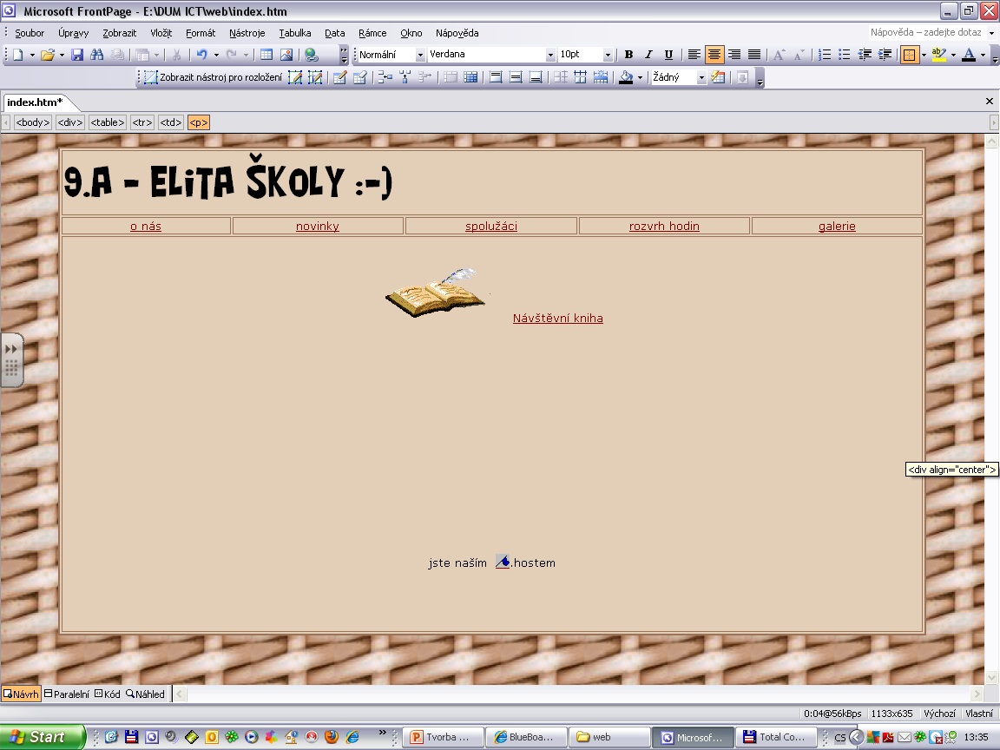 Microsoft FrontPage - E:\DUM ICT\web\index.htm
Soubor Úpravy Zobrazit Vložit Formát Nástroje Tabulka Data Rámce Okno Nápověda Nápověda – zadejte dotaz
Normální Verdana 10pt B I U
Zobrazit nástroj pro rozložení Žádný
index.htm*
<body> <div> <table> <tr> <td> <p>
9.A - ELiTA ŠKOLY :-)
o nás novinky spolužáci rozvrh hodin galerie
Návštěvní kniha
<div align="center">
jste naším .hostem
Návrh Paralelní Kód Náhled
0:04@56kBps 1133x635 Výchozí Vlastní
Start Tvorba ... BlueBoa... web Microsof... Total Co... CS 13:35